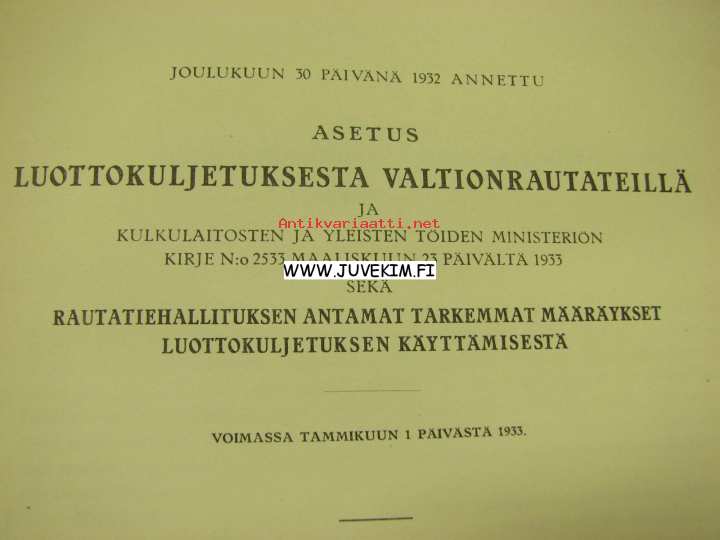 JOULUKUUN 30 PÄIVÄNÄ 1932 ANNETTU
ASETUS
LUOTTOKULJETUKSESTA VALTIONRAUTATEILLÄ
JA
Antikvariaatti.net
KULKULAITOSTEN JA YLEISTEN TÖIDEN MINISTERIÖN
KIRJE N:o 2533 MAALISKUUN 23 PÄIVÄLTÄ 1933
WWW.JUVEKIM.FI
SEKÄ
RAUTATIEHALLITUKSEN ANTAMAT TARKEMMAT MÄÄRÄYKSET
LUOTTOKULJETUKSEN KÄYTTÄMISESTÄ
VOIMASSA TAMMIKUUN 1 PÄIVÄSTÄ 1933.